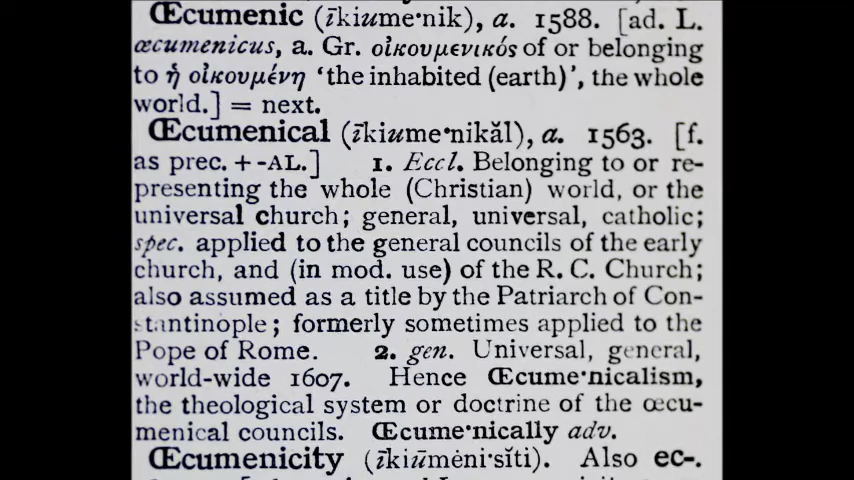 Œcumenic (īkiume·nik), a. 1588. [ad. L.
œcumenicus, a. Gr. οἰκουμενικός of or belonging
to ἡ οἰκουμένη ‘the inhabited (earth)’, the whole
world.] = next.
Œcumenical (īkiume·nikăl), a. 1563. [f.
as prec. + -AL.] 1. Eccl. Belonging to or re-
presenting the whole (Christian) world, or the
universal church; general, universal, catholic;
spec. applied to the general councils of the early
church, and (in mod. use) of the R. C. Church;
also assumed as a title by the Patriarch of Con-
stantinople; formerly sometimes applied to the
Pope of Rome. 2. gen. Universal, general,
world-wide 1607. Hence Œcume·nicalism,
the theological system or doctrine of the œcu-
menical councils. Œcume·nically adv.
Œcumenicity (īkiūmėni·sĭti). Also ec-.